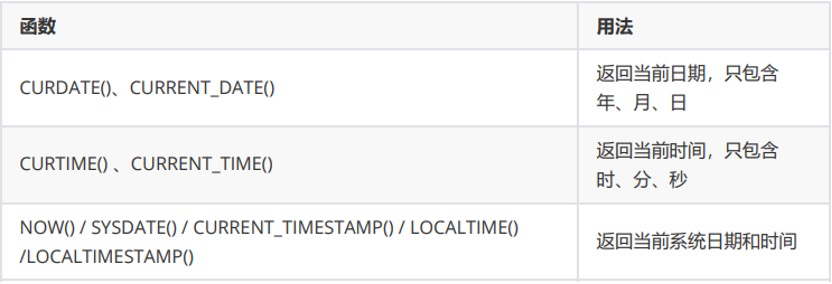 函数 用法
CURDATE()、CURRENT_DATE() 返回当前日期，只包含
年、月、日
CURTIME() 、CURRENT_TIME() 返回当前时间，只包含
时、分、秒
NOW() / SYSDATE() / CURRENT_TIMESTAMP() / LOCALTIME()
/LOCALTIMESTAMP() 返回当前系统日期和时间